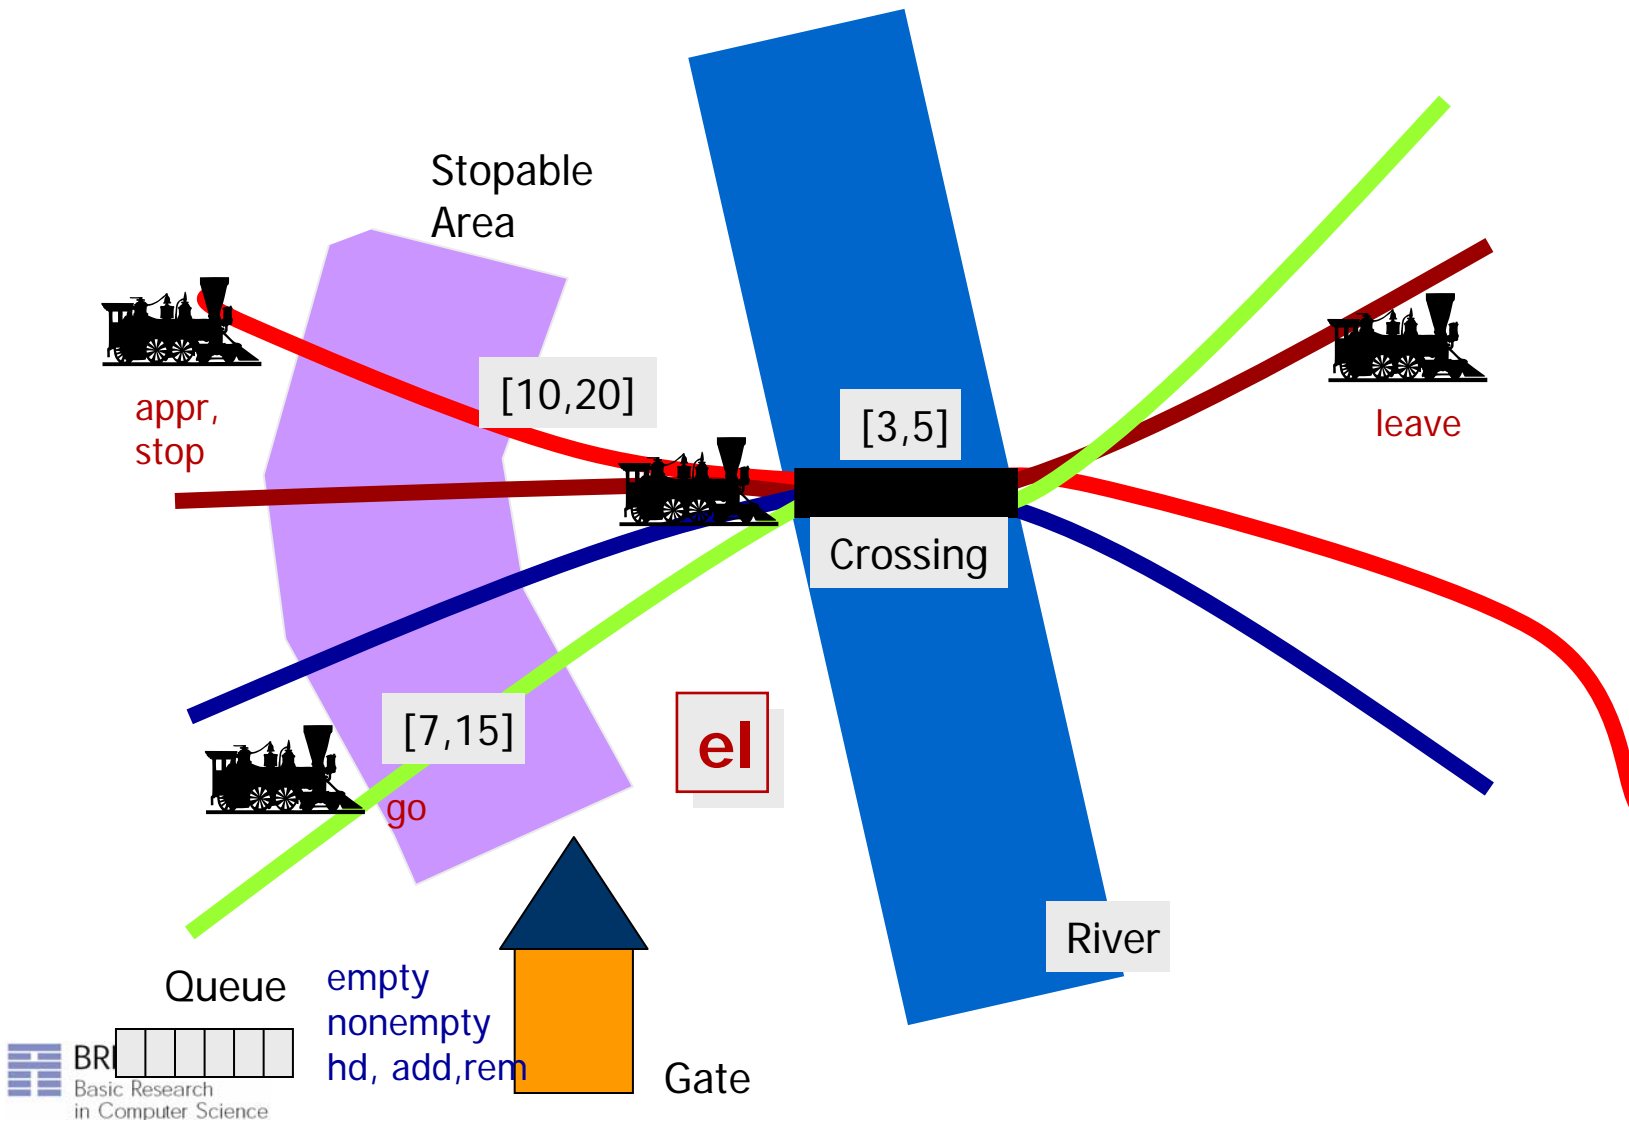 Stopable
Area
[10,20]
[3,5]
appr,
stop
leave
Crossing
[7,15]
el
go
River
Queue
empty
nonempty
hd, add,rem
Gate
Basic Research
in Computer Science